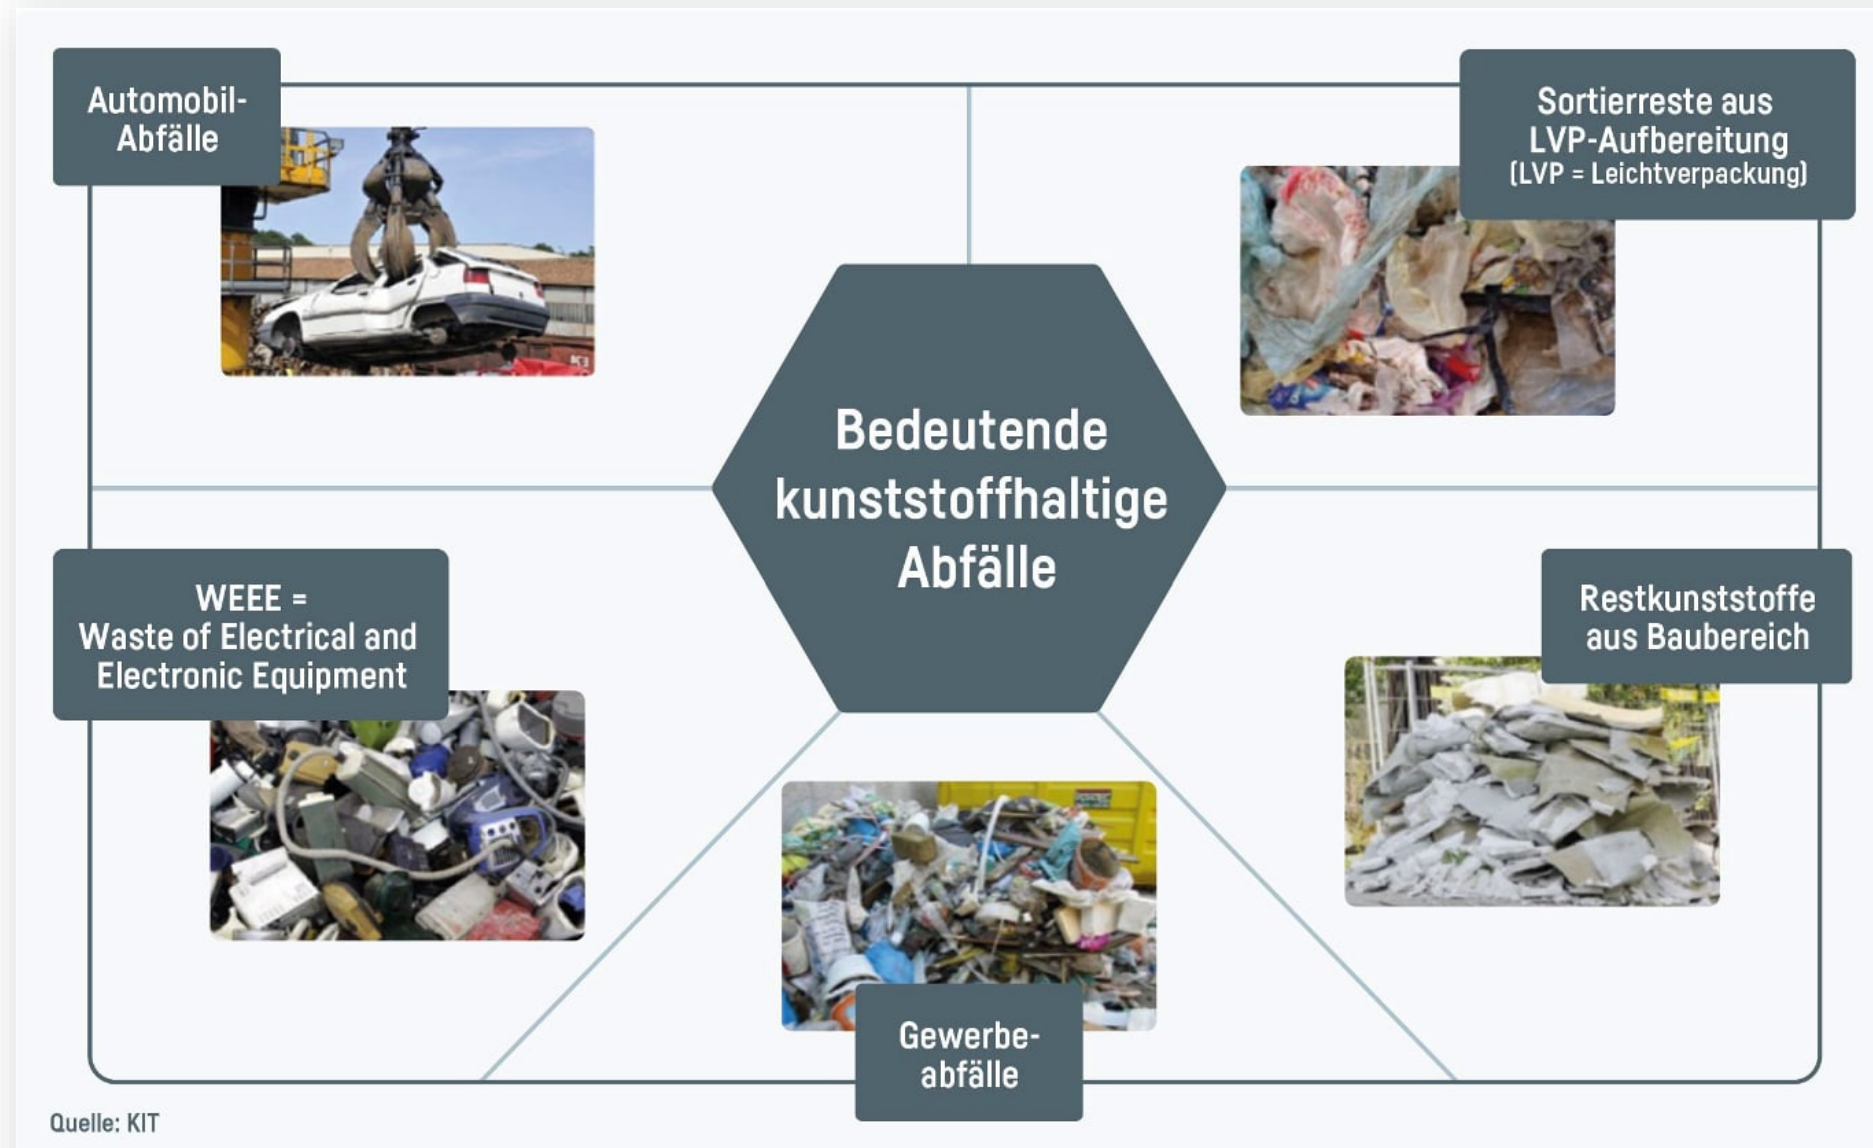 Automobil-
Abfälle
Sortierreste aus
LVP-Aufbereitung
(LVP = Leichtverpackung)
Bedeutende
kunststoffhaltige
Abfälle
WEEE =
Waste of Electrical and
Electronic Equipment
Restkunststoffe
aus Baubereich
Gewerbe-
abfälle
Quelle: KIT